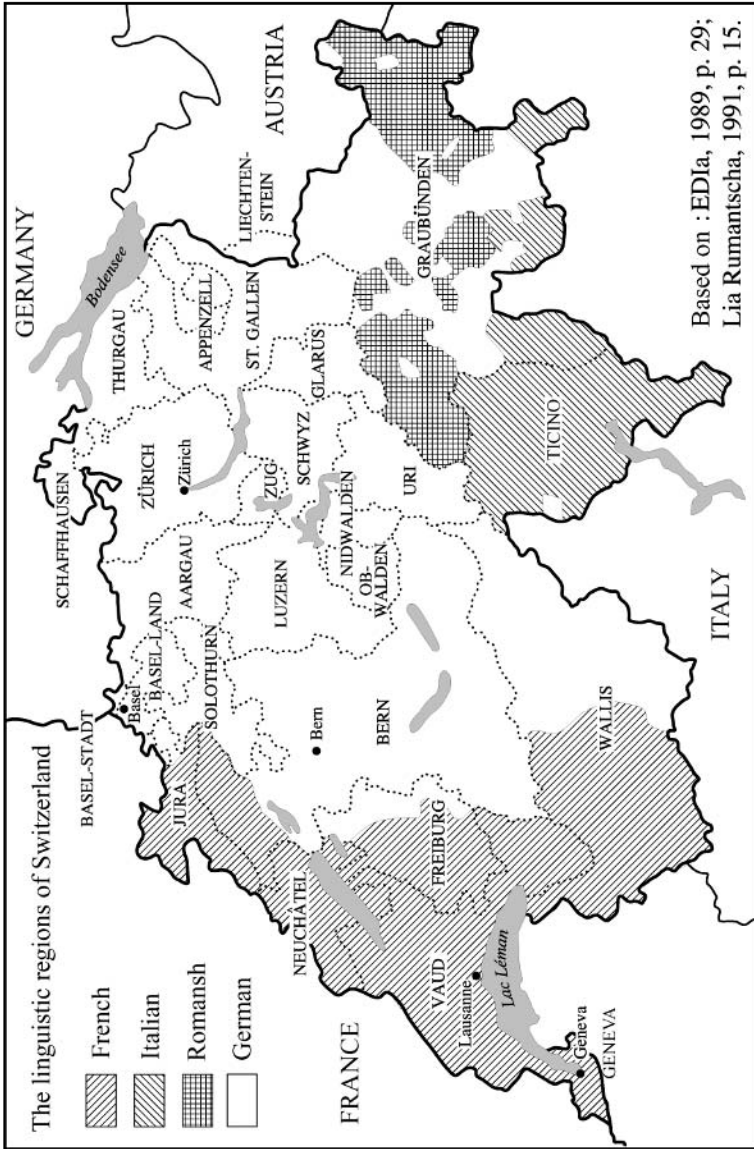 The linguistic regions of Switzerland
French
Italian
Romansh
German
GERMANY
SCHAFFHAUSEN
Bodensee
THURGAU
BASEL-STADT
Basel
BASEL-LAND
AARGAU
ZÜRICH
Zürich
APPENZELL
AUSTRIA
JURA
SOLOTHURN
ST. GALLEN
LIECHTEN-
STEIN
LUZERN
ZUG
SCHWYZ
GLARUS
NEUCHÂTEL
Bern
BERN
NIDWALDEN
OB-
WALDEN
URI
GRAUBÜNDEN
FRANCE
FREIBURG
VAUD
Lausanne
Lac Léman
WALLIS
TICINO
Geneva
GENEVA
ITALY
Based on : EDIa, 1989, p. 29;
Lia Rumantscha, 1991, p. 15.